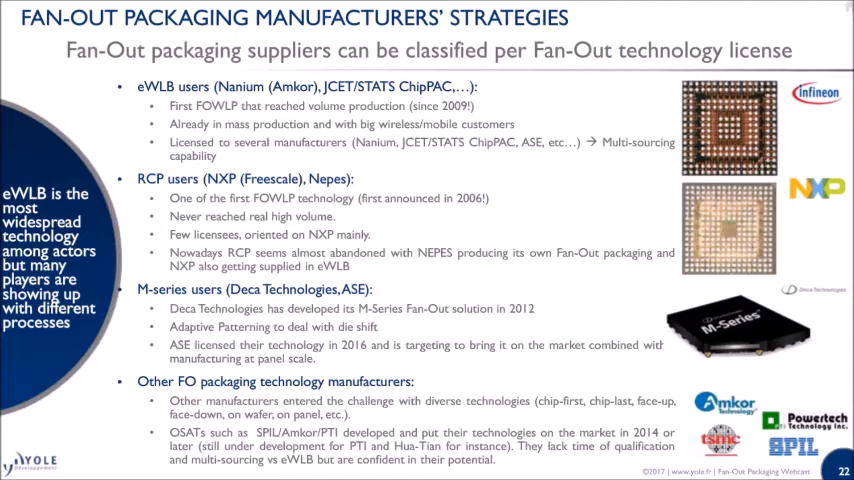 FAN-OUT PACKAGING MANUFACTURERS' STRATEGIES
Fan-Out packaging suppliers can be classified per Fan-Out technology license
• eWLB users (Nanium (Amkor), JCET/STATS ChipPAC,…):
• First FOWLP that reached volume production (since 2009!)
• Already in mass production and with big wireless/mobile customers
• Licensed to several manufacturers (Nanium, JCET/STATS ChipPAC, ASE, etc…) → Multi-sourcing
capability
• RCP users (NXP (Freescale), Nepes):
• One of the first FOWLP technology (first announced in 2006!)
• Never reached real high volume.
• Few licensees, oriented on NXP mainly.
• Nowadays RCP seems almost abandoned with NEPES producing its own Fan-Out packaging and
NXP also getting supplied in eWLB
• M-series users (Deca Technologies, ASE):
• Deca Technologies has developed its M-Series Fan-Out solution in 2012
• Adaptive Patterning to deal with die shift
• ASE licensed their technology in 2016 and is targeting to bring it on the market combined with
manufacturing at panel scale.
• Other FO packaging technology manufacturers:
• Other manufacturers entered the challenge with diverse technologies (chip-first, chip-last, face-up,
face-down, on wafer, on panel, etc.).
• OSATs such as SPIL/Amkor/PTI developed and put their technologies on the market in 2014 or
later (still under development for PTI and Hua-Tian for instance). They lack time of qualification
and multi-sourcing vs eWLB but are confident in their potential.
eWLB is the
most
widespread
technology
among actors
but many
players are
showing up
with different
processes
infineon
NXP
Deca Technologies
M-Series
Amkor
Technology
Powertech
PTI Technology Inc.
tsmc
SPIL
YOLE
Développement
©2017 | www.yole.fr | Fan-Out Packaging Webcast
22